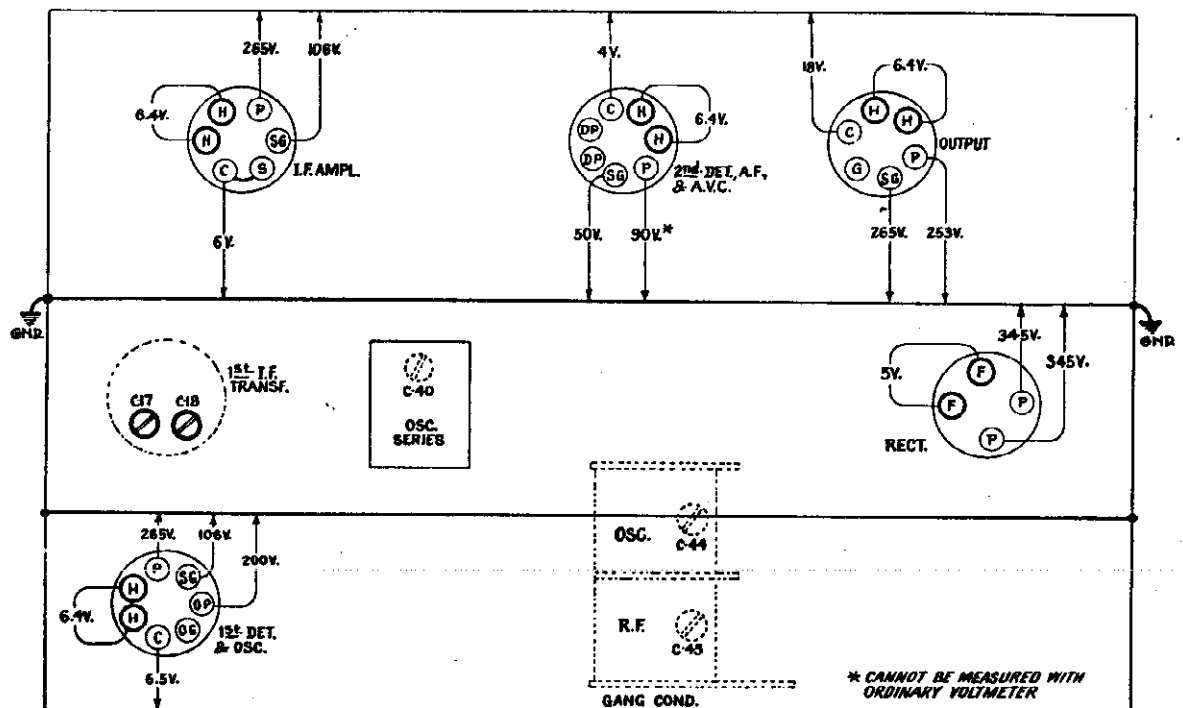 265V.
106V.
6.4V.
H
P
H
SG
C
S
I.F. AMPL.
6V.
4V.
C
H
DP
H
DP
SG
P
6.4V.
2nd DET., A.F.,
& A.V.C.
50V.
90V.*
18V.
6.4V.
H
H
C
P
G
SG
OUTPUT
265V.
253V.
GND.
GND
1st I.F.
TRANSF.
C17
C18
C-40
OSC.
SERIES
5V.
F
F
P
P
345V.
345V.
RECT.
265V.
106V.
200V.
6.4V.
P
SG
H
OP
H
OG
C
1st DET.
& OSC.
6.5V.
OSC.
C-44
R.F.
C-45
GANG COND.
* CANNOT BE MEASURED WITH
ORDINARY VOLTMETER